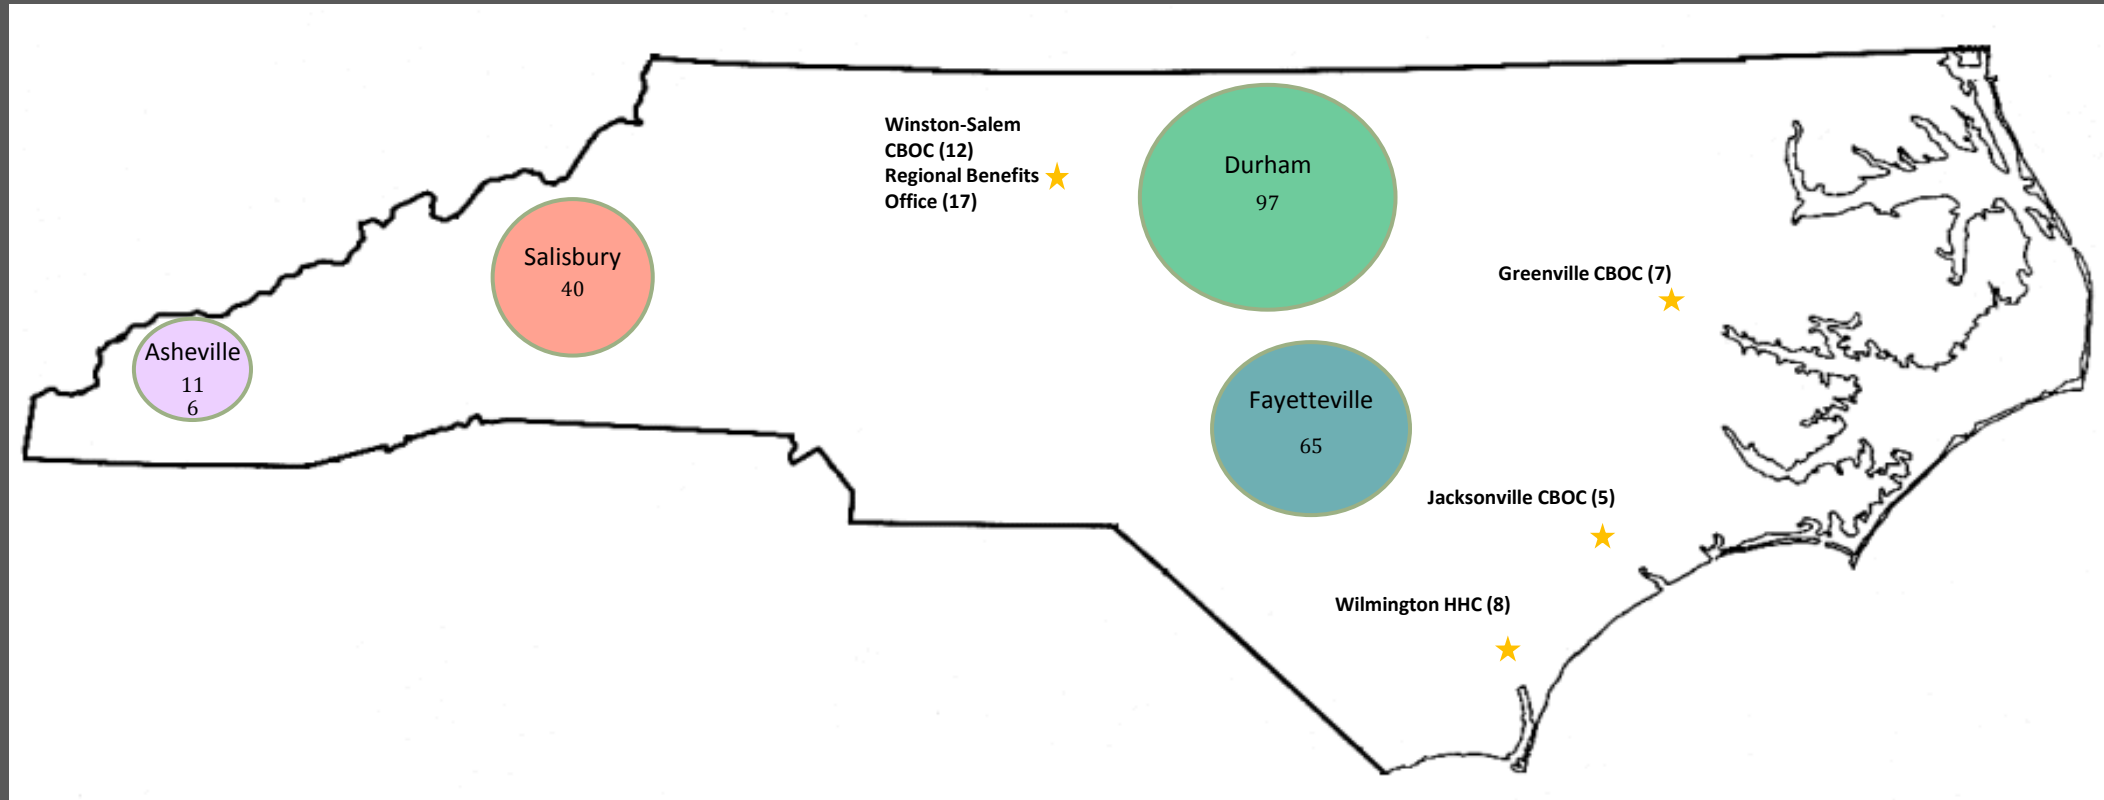 Winston-Salem
CBOC (12)
Regional Benefits
Office (17)
Durham
97
Salisbury
40
Greenville CBOC (7)
Asheville
11
6
Fayetteville
65
Jacksonville CBOC (5)
Wilmington HHC (8)